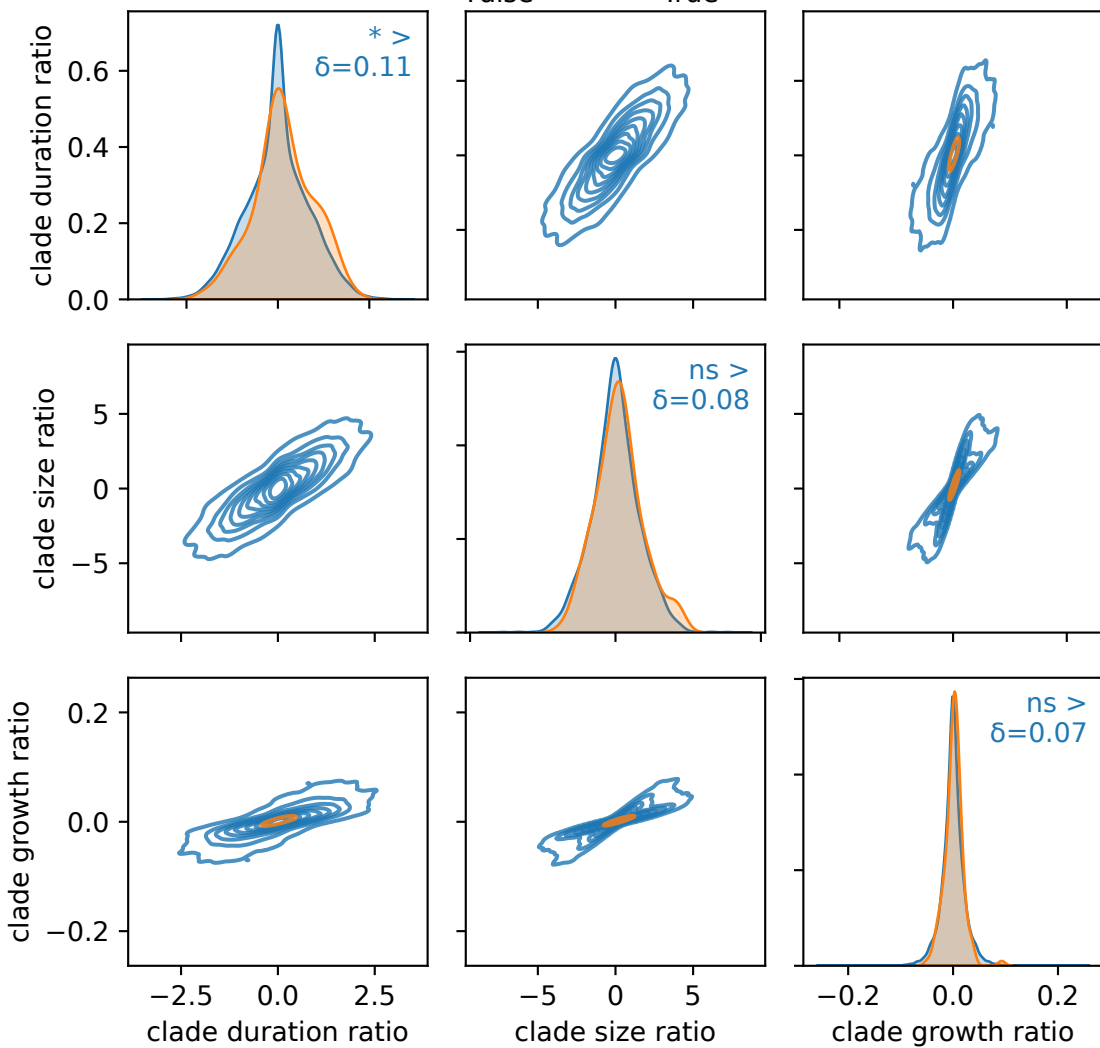 clade duration ratio
0.6
0.4
0.2
0.0
* >
δ=0.11
clade size ratio
5
0
−5
ns >
δ=0.08
clade growth ratio
0.2
0.0
−0.2
ns >
δ=0.07
−2.5 0.0 2.5
−5 0 5
−0.2 0.0 0.2
clade duration ratio
clade size ratio
clade growth ratio